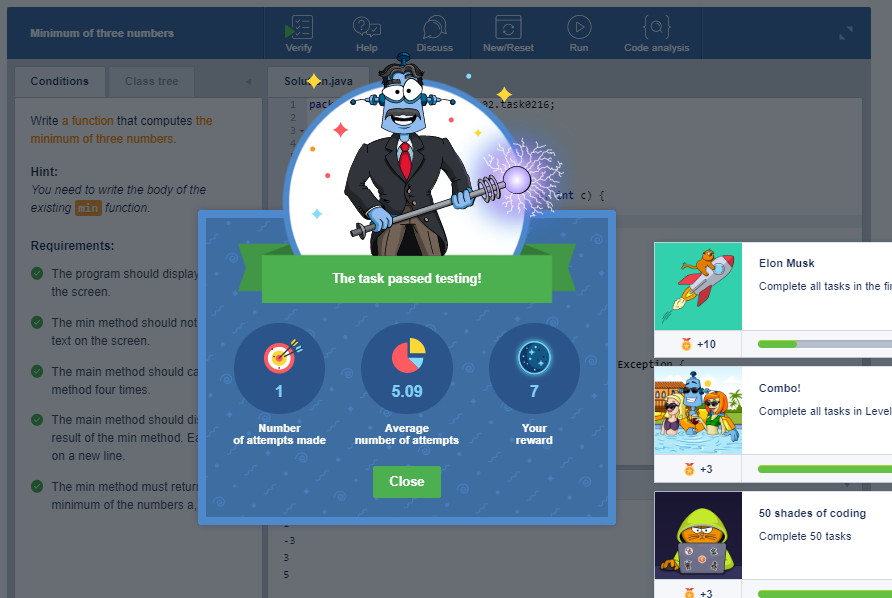 Minimum of three numbers
Verify
Help
Discuss
New/Reset
Run
Code analysis
Conditions
Class tree
Write a function that computes the
minimum of three numbers.
Hint:
You need to write the body of the
existing min function.
Requirements:
The program should display
the screen.
The min method should not
text on the screen.
The main method should ca
method four times.
The main method should dis
result of the min method. Ea
on a new line.
The min method must return
minimum of the numbers a,
1
2
3
4
02.task0216;
int c) {
Exception {
-3
3
5
The task passed testing!
1
Number
of attempts made
5.09
Average
number of attempts
7
Your
reward
Close
Elon Musk
Complete all tasks in the fir
+10
Combo!
Complete all tasks in Level
+3
50 shades of coding
Complete 50 tasks
+3